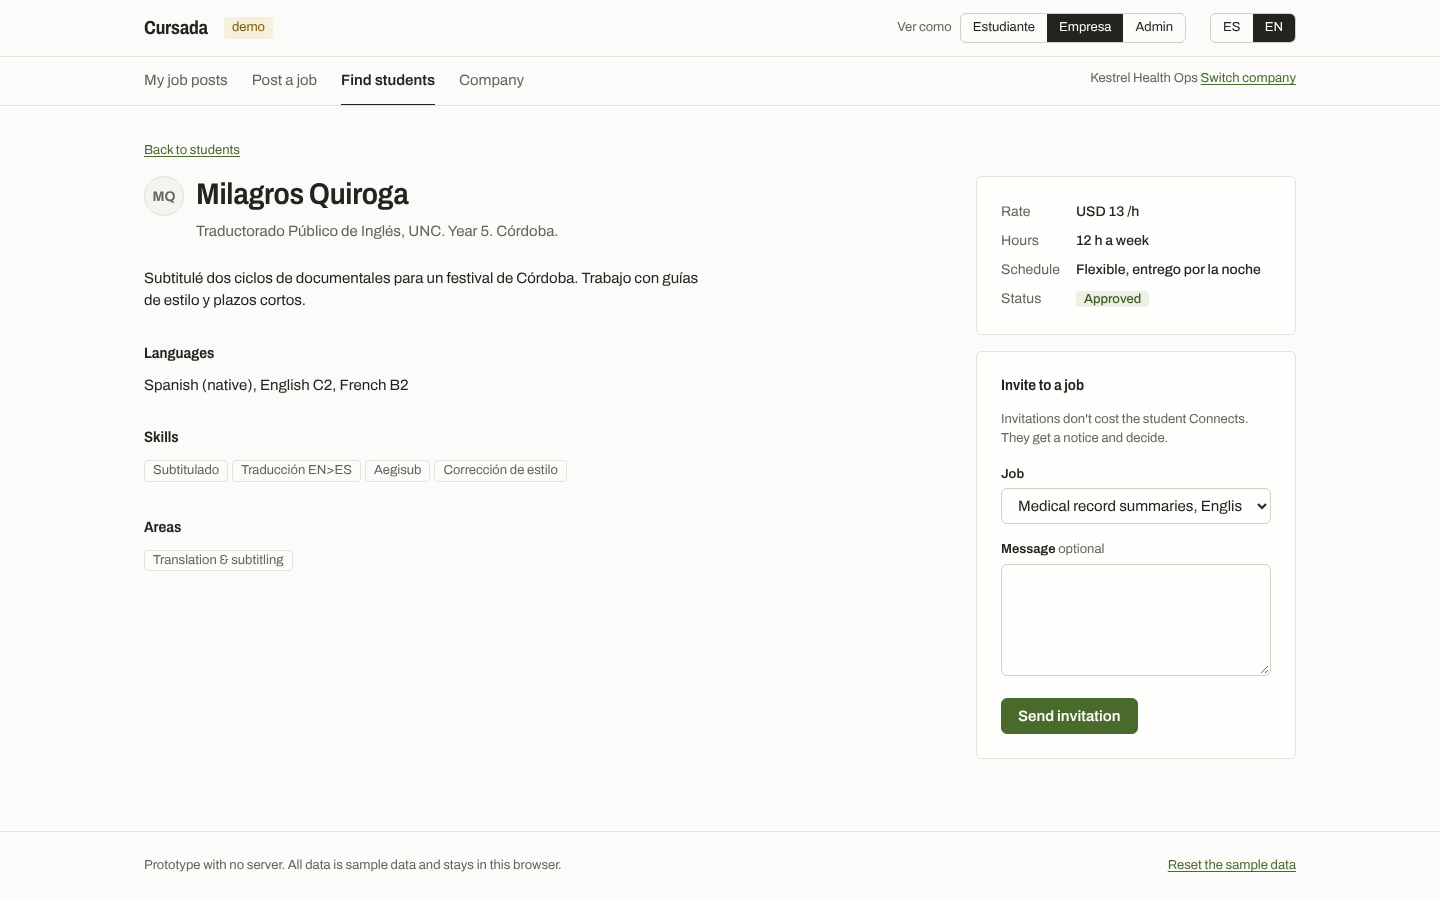 Cursada demo Ver como Estudiante Empresa Admin ES EN
My job posts Post a job Find students Company Kestrel Health Ops Switch company
Back to students
MQ Milagros Quiroga
Traductorado Público de Inglés, UNC. Year 5. Córdoba.
Subtitulé dos ciclos de documentales para un festival de Córdoba. Trabajo con guías
de estilo y plazos cortos.
Languages
Spanish (native), English C2, French B2
Skills
Subtitulado Traducción EN>ES Aegisub Corrección de estilo
Areas
Translation & subtitling
Rate USD 13 /h
Hours 12 h a week
Schedule Flexible, entrego por la noche
Status Approved
Invite to a job
Invitations don't cost the student Connects.
They get a notice and decide.
Job
Medical record summaries, Englis
Message optional
Send invitation
Prototype with no server. All data is sample data and stays in this browser. Reset the sample data